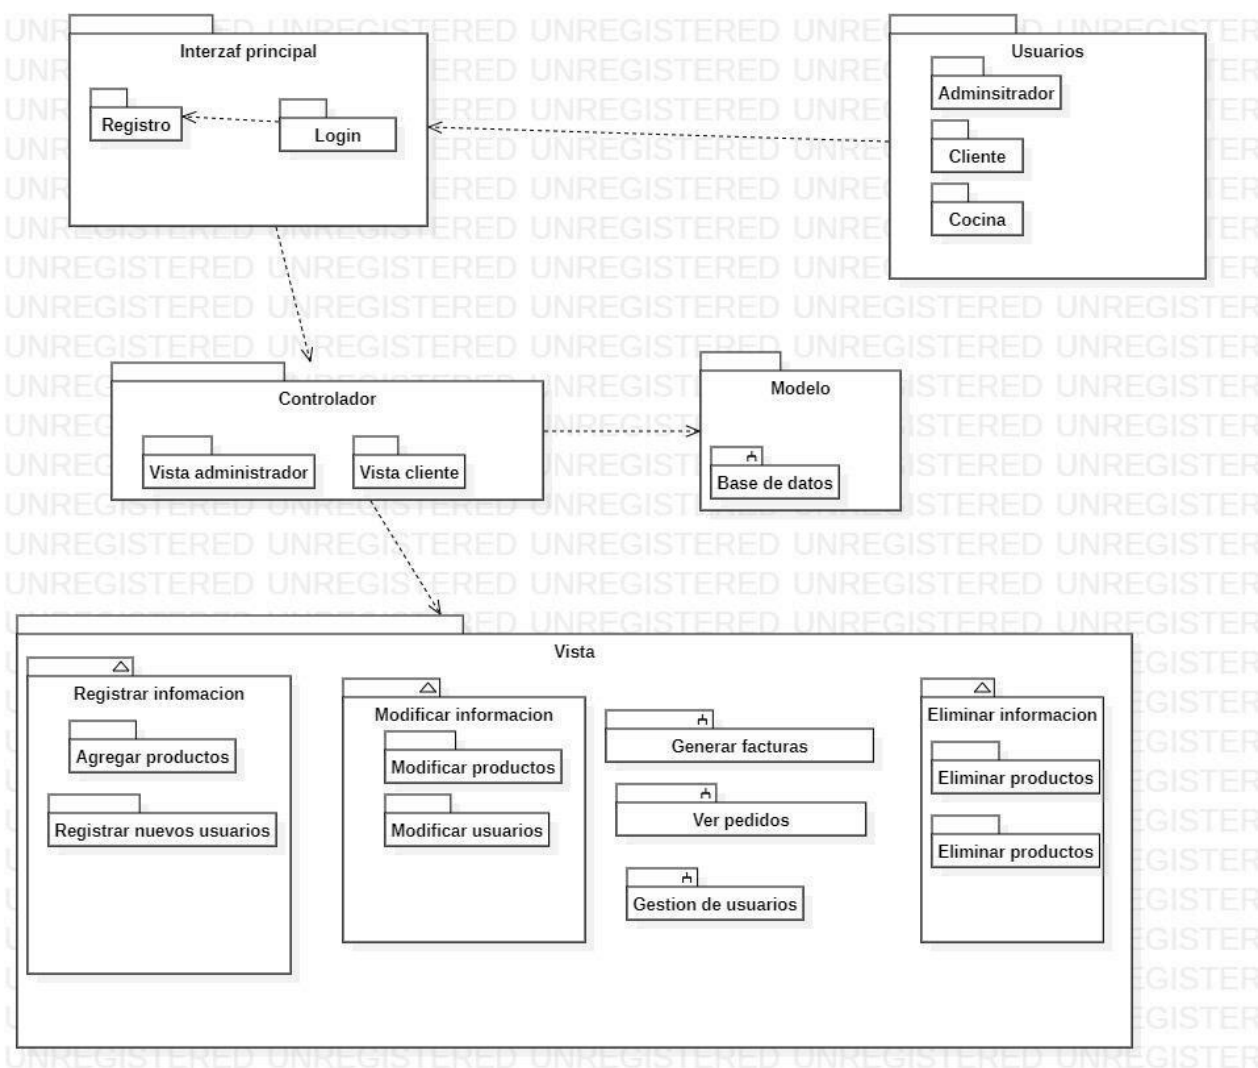 Interzaf principal
Registro
Login
Usuarios
Adminsitrador
Cliente
Cocina
Controlador
Vista administrador
Vista cliente
Modelo
Base de datos
Vista
Registrar infomacion
Agregar productos
Registrar nuevos usuarios
Modificar informacion
Modificar productos
Modificar usuarios
Generar facturas
Ver pedidos
Gestion de usuarios
Eliminar informacion
Eliminar productos
Eliminar productos
UNREGISTERED